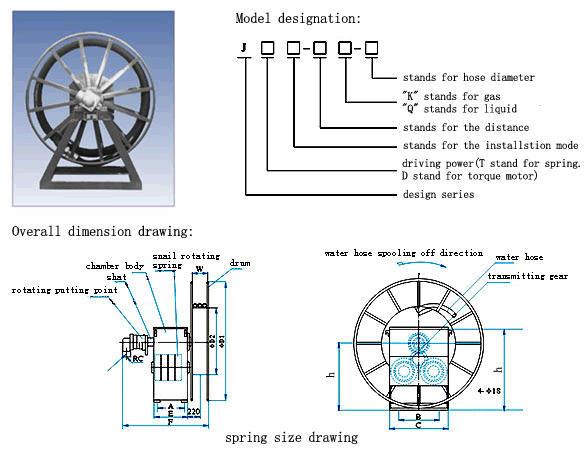 Model designation:
J □ □-□ □-□
stands for hose diameter
"K" stands for gas
"Q" stands for liquid
stands for the distance
stands for the installstion mode
driving power(T stand for spring.
D stand for torque motor)
design series
Overall dimension drawing:
snail rotating
spring
W
drum
chamber body
shat
rotating putting point
RC
ΦD2
ΦD1
A
E
220
F
water hose spooling off direction
water hose
transmitting gear
h
h
4-Φ18
B
C
spring size drawing